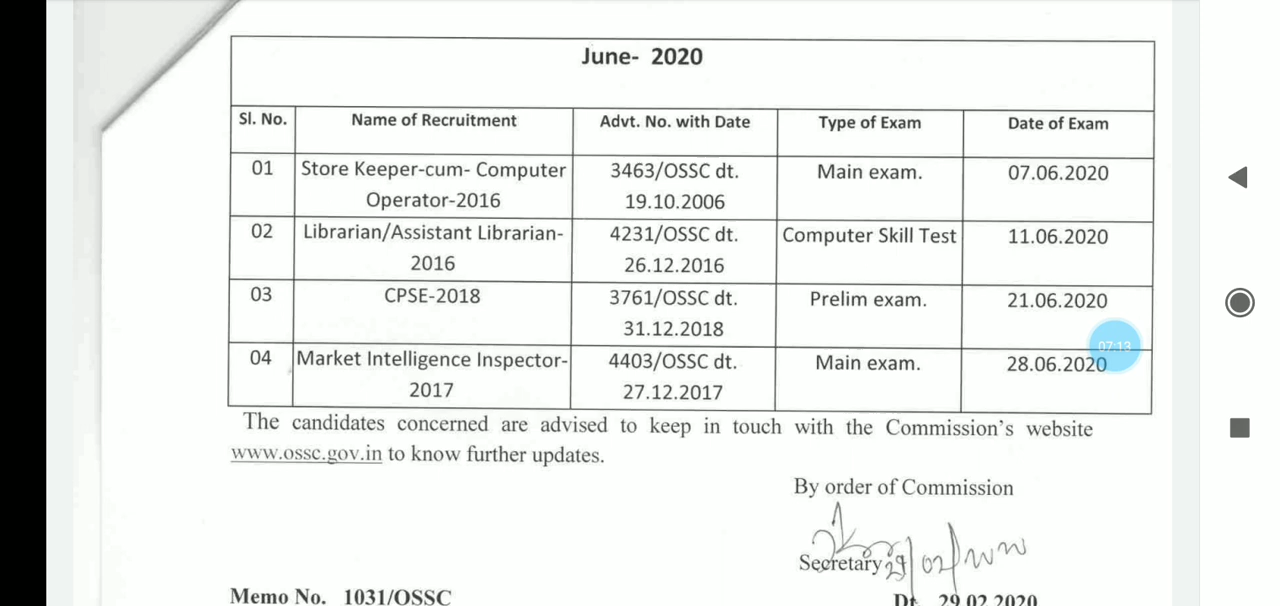 June- 2020
Sl. No. Name of Recruitment Advt. No. with Date Type of Exam Date of Exam
01 Store Keeper-cum- Computer 3463/OSSC dt. Main exam. 07.06.2020
Operator-2016 19.10.2006
02 Librarian/Assistant Librarian- 4231/OSSC dt. Computer Skill Test 11.06.2020
2016 26.12.2016
03 CPSE-2018 3761/OSSC dt. Prelim exam. 21.06.2020
31.12.2018
07:13
04 Market Intelligence Inspector- 4403/OSSC dt. Main exam. 28.06.2020
2017 27.12.2017
The candidates concerned are advised to keep in touch with the Commission's website
www.ossc.gov.in to know further updates.
By order of Commission
Secretary
Memo No. 1031/OSSC Dt. 29.02.2020